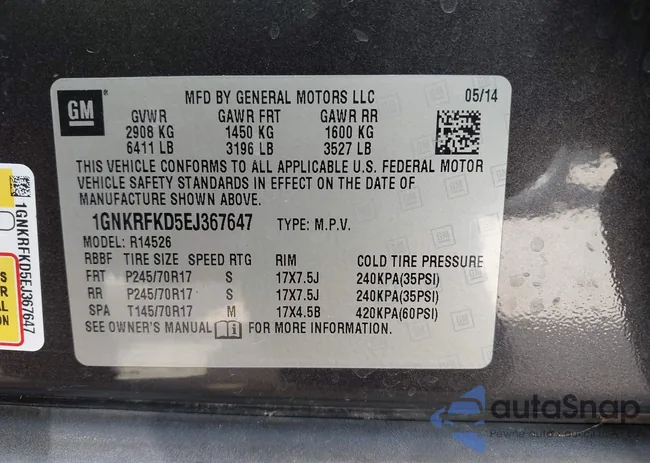 GM
MFD BY GENERAL MOTORS LLC 05/14
GVWR GAWR FRT GAWR RR
2908 KG 1450 KG 1600 KG
6411 LB 3196 LB 3527 LB
THIS VEHICLE CONFORMS TO ALL APPLICABLE U.S. FEDERAL MOTOR
VEHICLE SAFETY STANDARDS IN EFFECT ON THE DATE OF
MANUFACTURE SHOWN ABOVE.
1GNKRFKD5EJ367647 TYPE: M.P.V.
MODEL: R14526
RBBF TIRE SIZE SPEED RTG RIM COLD TIRE PRESSURE
FRT P245/70R17 S 17X7.5J 240KPA(35PSI)
RR P245/70R17 S 17X7.5J 240KPA(35PSI)
SPA T145/70R17 M 17X4.5B 420KPA(60PSI)
SEE OWNER'S MANUAL i FOR MORE INFORMATION.
1GNKRFKD5EJ367647
autoSnap